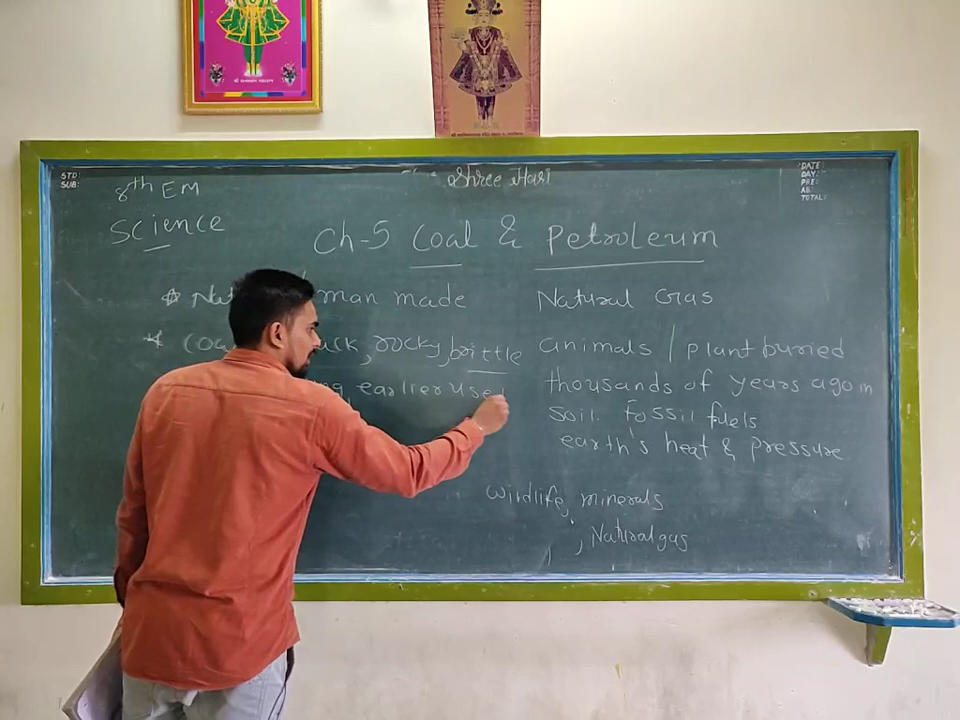 STD:
SUB:
8th EM
Shree Hari
DATE:
DAY:
PRE:
AB:
TOTAL:
Science
Ch-5 Coal & Petroleum
man made
Natural Gas
rocky, brittle
animals / plant buried
earlier used
thousands of years ago in
soil. Fossil fuels
earth's heat & pressure
wildlife, minerals
, Natural gas